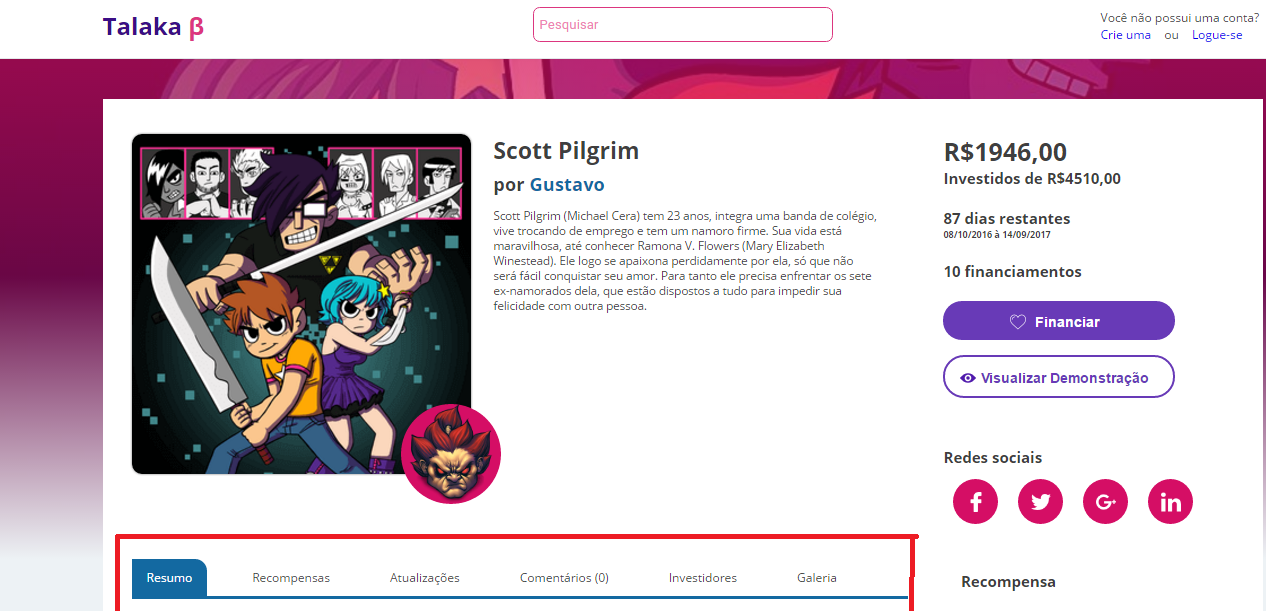 Talaka β
Pesquisar
Você não possui uma conta?
Crie uma ou Logue-se
Scott Pilgrim
por Gustavo
Scott Pilgrim (Michael Cera) tem 23 anos, integra uma banda de colégio,
vive trocando de emprego e tem um namoro firme. Sua vida está
maravilhosa, até conhecer Ramona V. Flowers (Mary Elizabeth
Winestead). Ele logo se apaixona perdidamente por ela, só que não
será fácil conquistar seu amor. Para tanto ele precisa enfrentar os sete
ex-namorados dela, que estão dispostos a tudo para impedir sua
felicidade com outra pessoa.
R$1946,00
Investidos de R$4510,00
87 dias restantes
08/10/2016 à 14/09/2017
10 financiamentos
Financiar
Visualizar Demonstração
Redes sociais
f G+ in
Resumo Recompensas Atualizações Comentários (0) Investidores Galeria
Recompensa